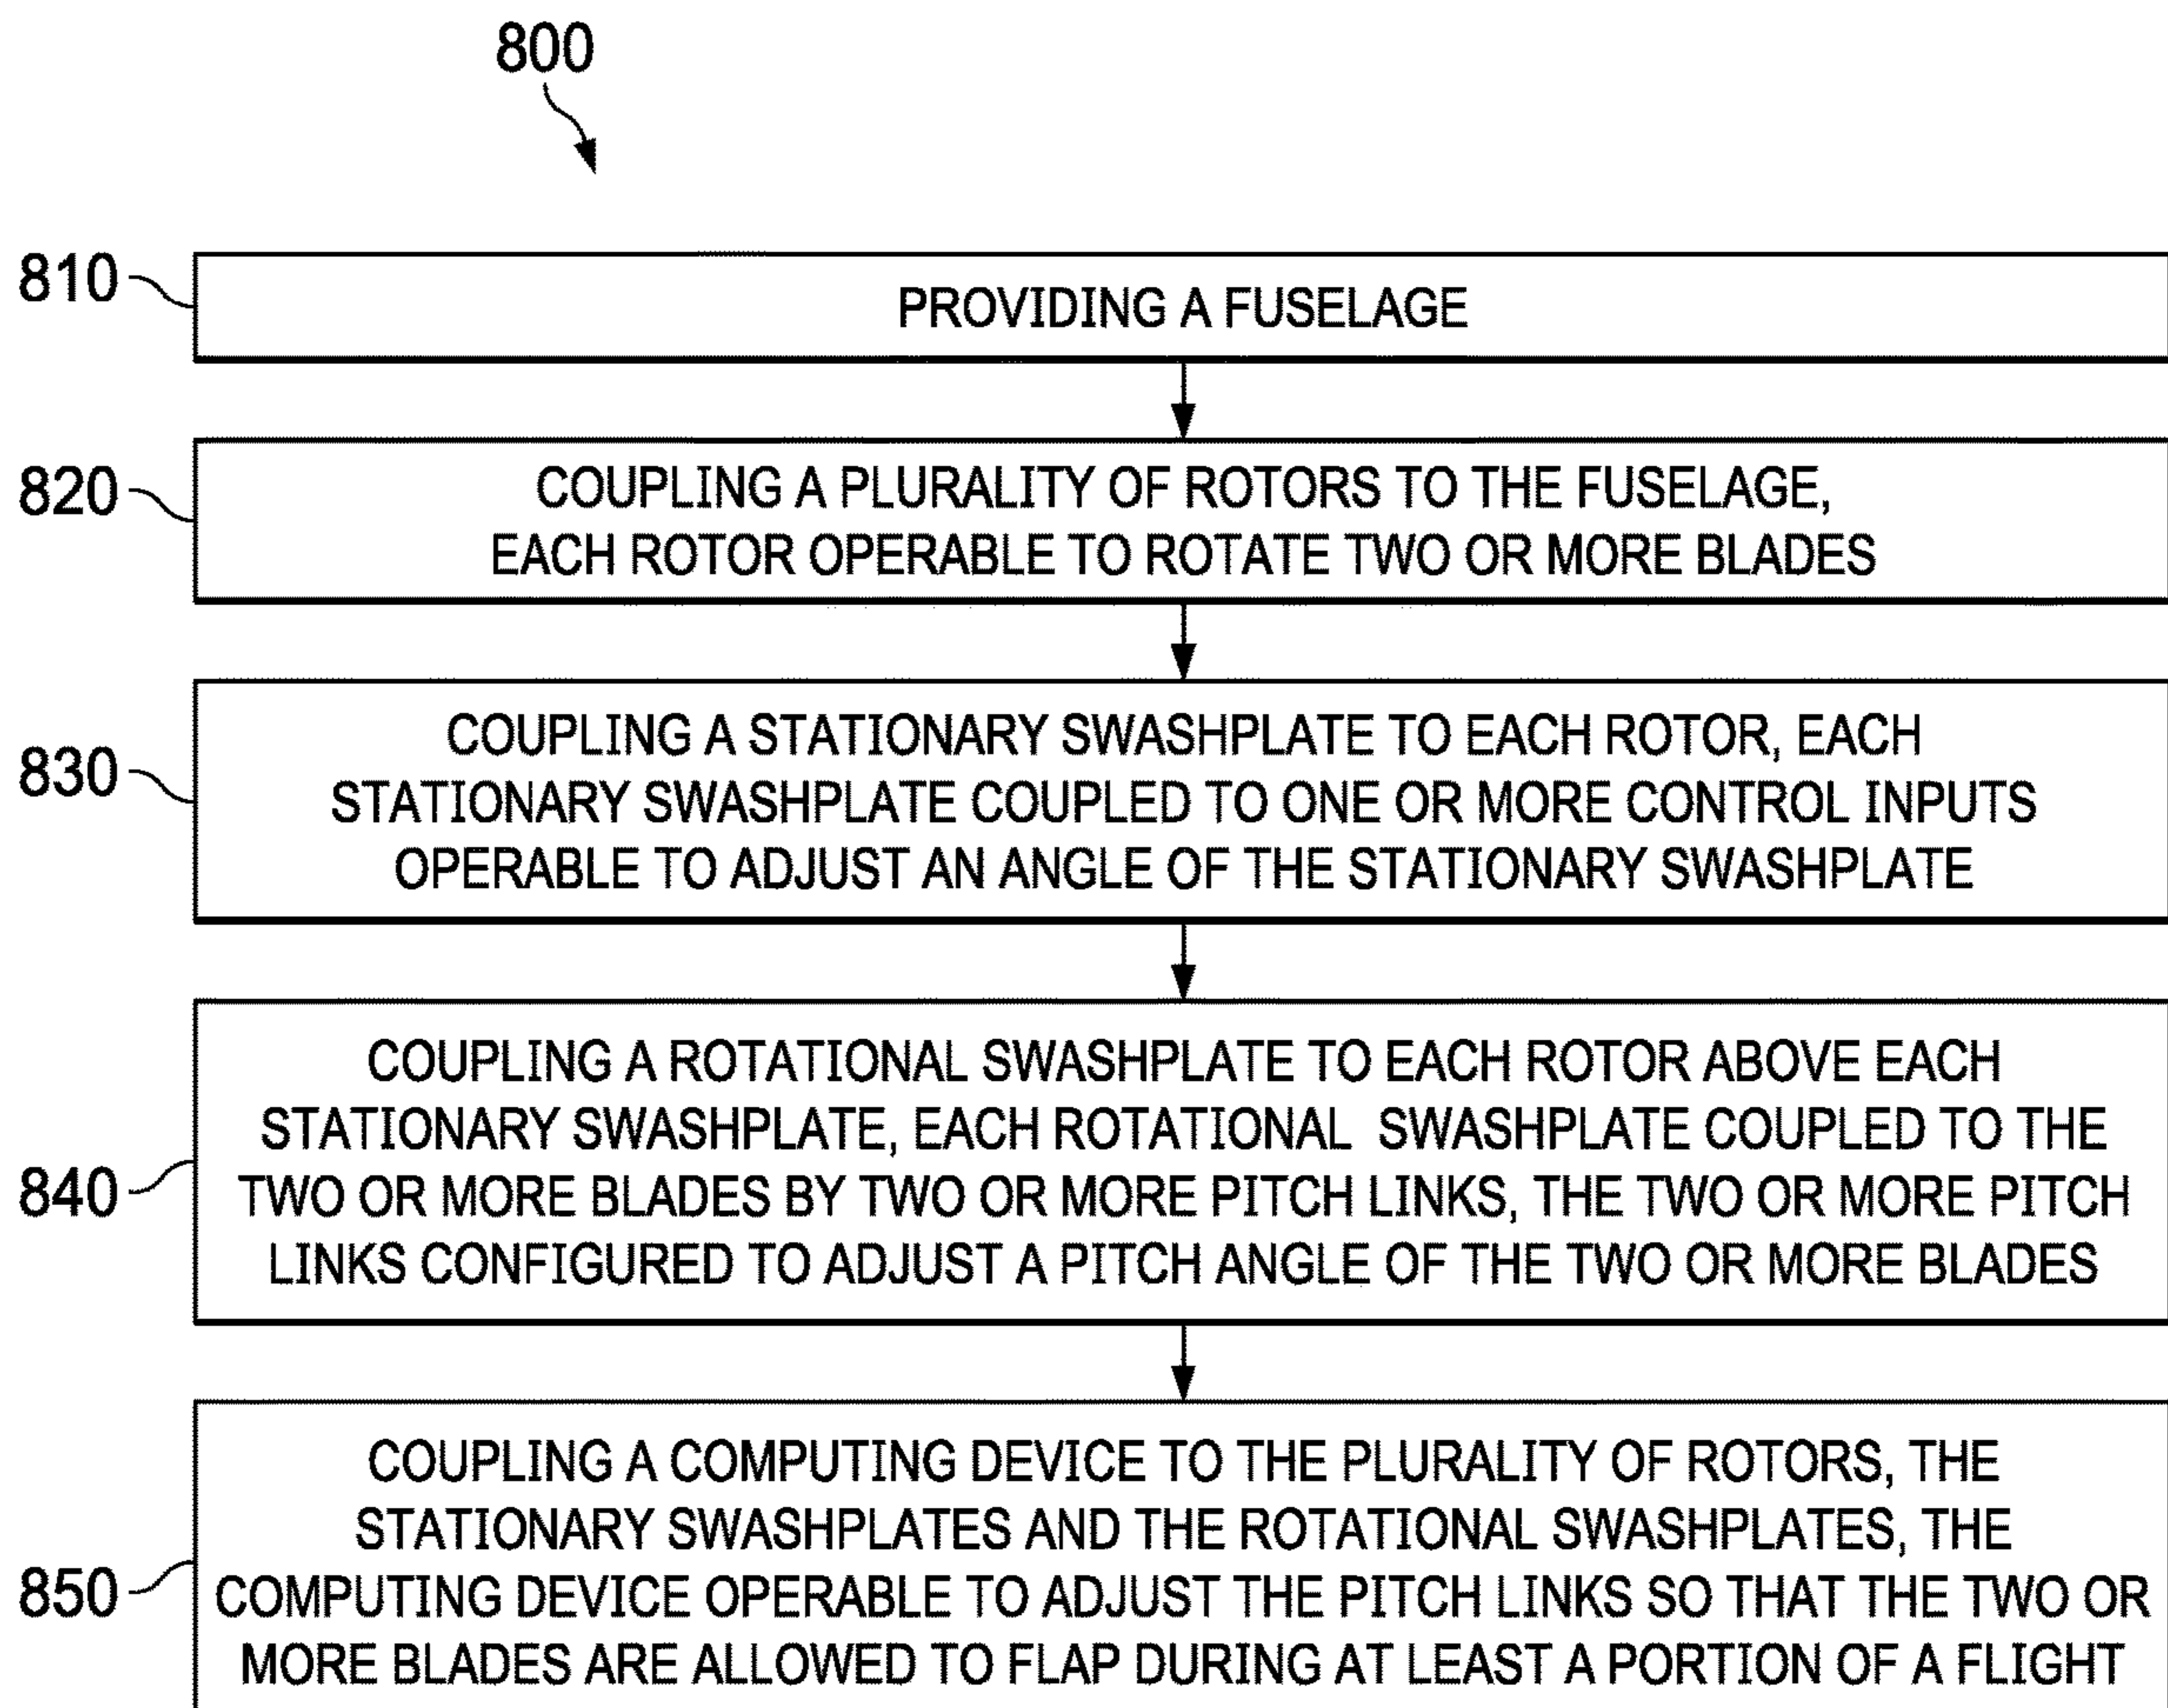 800
810
PROVIDING A FUSELAGE
820
COUPLING A PLURALITY OF ROTORS TO THE FUSELAGE,
EACH ROTOR OPERABLE TO ROTATE TWO OR MORE BLADES
830
COUPLING A STATIONARY SWASHPLATE TO EACH ROTOR, EACH
STATIONARY SWASHPLATE COUPLED TO ONE OR MORE CONTROL INPUTS
OPERABLE TO ADJUST AN ANGLE OF THE STATIONARY SWASHPLATE
840
COUPLING A ROTATIONAL SWASHPLATE TO EACH ROTOR ABOVE EACH
STATIONARY SWASHPLATE, EACH ROTATIONAL SWASHPLATE COUPLED TO THE
TWO OR MORE BLADES BY TWO OR MORE PITCH LINKS, THE TWO OR MORE PITCH
LINKS CONFIGURED TO ADJUST A PITCH ANGLE OF THE TWO OR MORE BLADES
850
COUPLING A COMPUTING DEVICE TO THE PLURALITY OF ROTORS, THE
STATIONARY SWASHPLATES AND THE ROTATIONAL SWASHPLATES, THE
COMPUTING DEVICE OPERABLE TO ADJUST THE PITCH LINKS SO THAT THE TWO OR
MORE BLADES ARE ALLOWED TO FLAP DURING AT LEAST A PORTION OF A FLIGHT